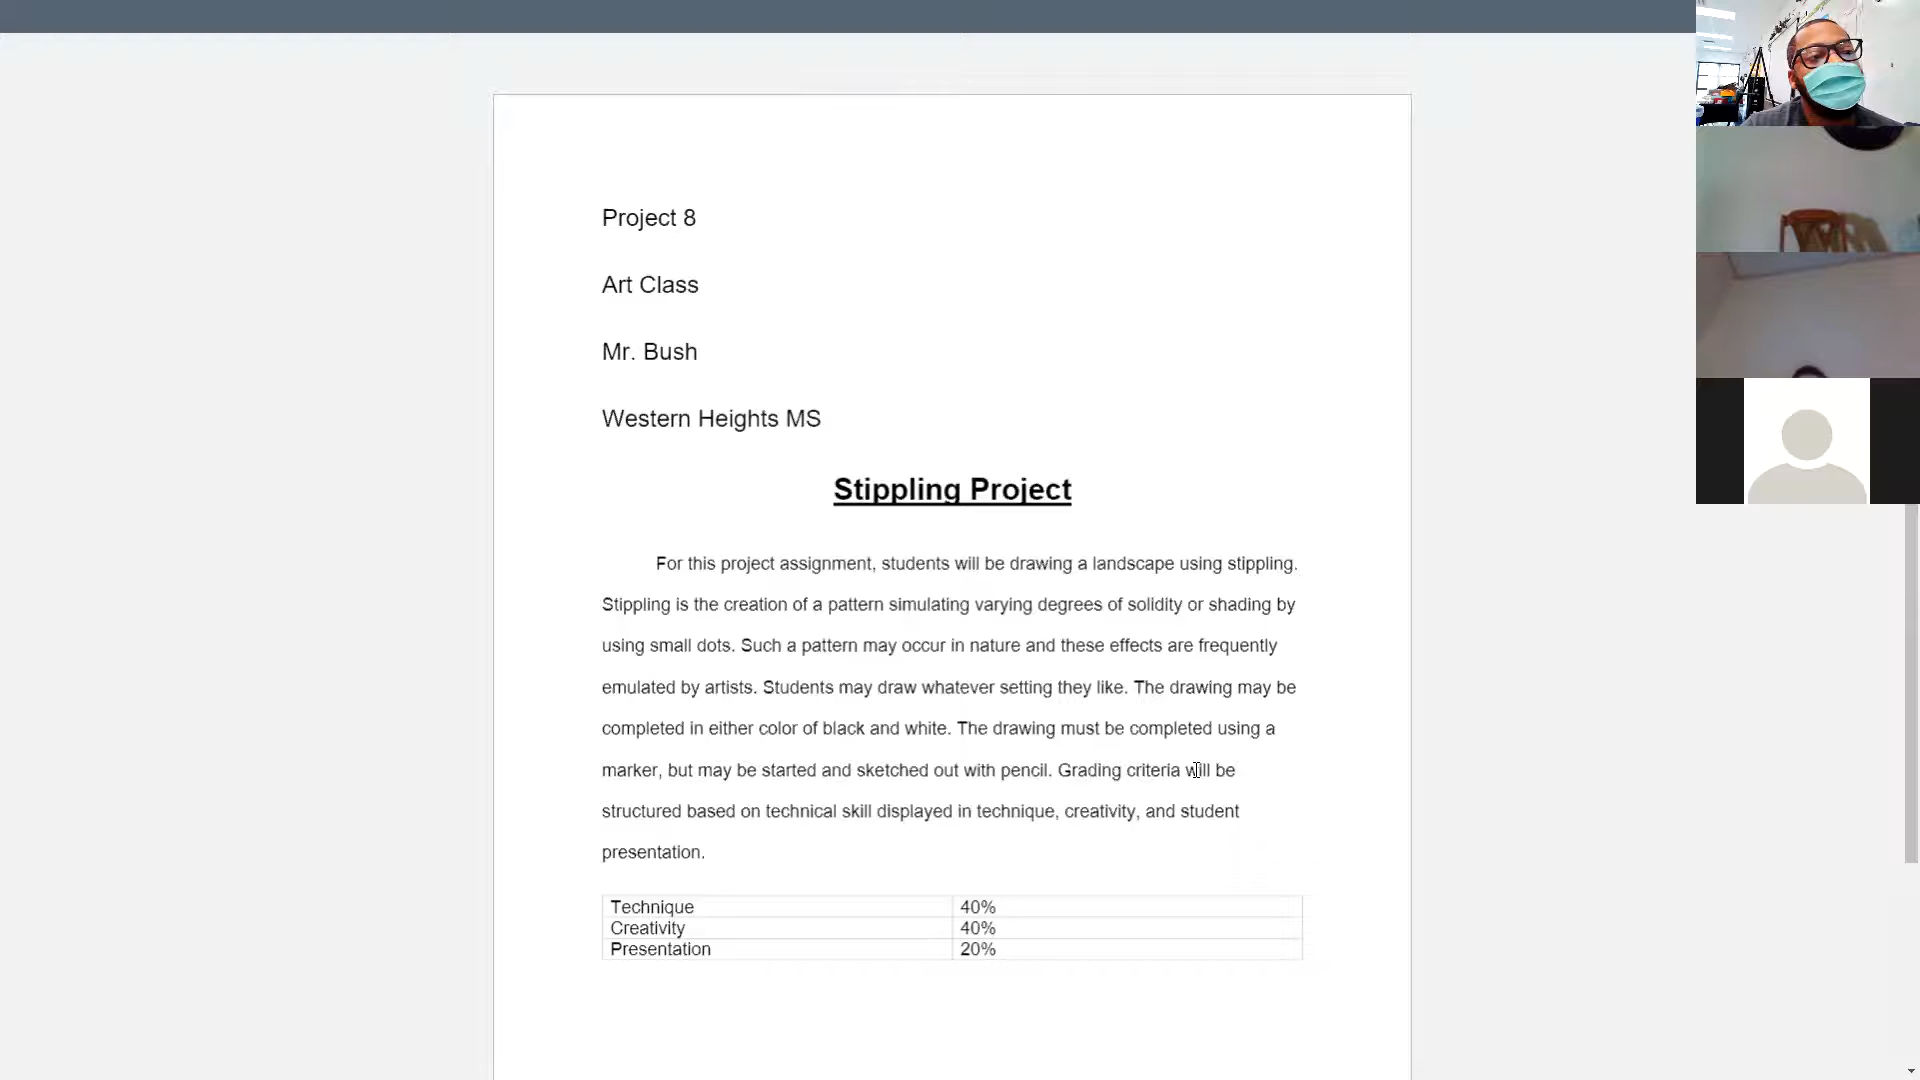 Project 8
Art Class
Mr. Bush
Western Heights MS
Stippling Project
For this project assignment, students will be drawing a landscape using stippling.
Stippling is the creation of a pattern simulating varying degrees of solidity or shading by
using small dots. Such a pattern may occur in nature and these effects are frequently
emulated by artists. Students may draw whatever setting they like. The drawing may be
completed in either color of black and white. The drawing must be completed using a
marker, but may be started and sketched out with pencil. Grading criteria will be
structured based on technical skill displayed in technique, creativity, and student
presentation.
Technique 40%
Creativity 40%
Presentation 20%